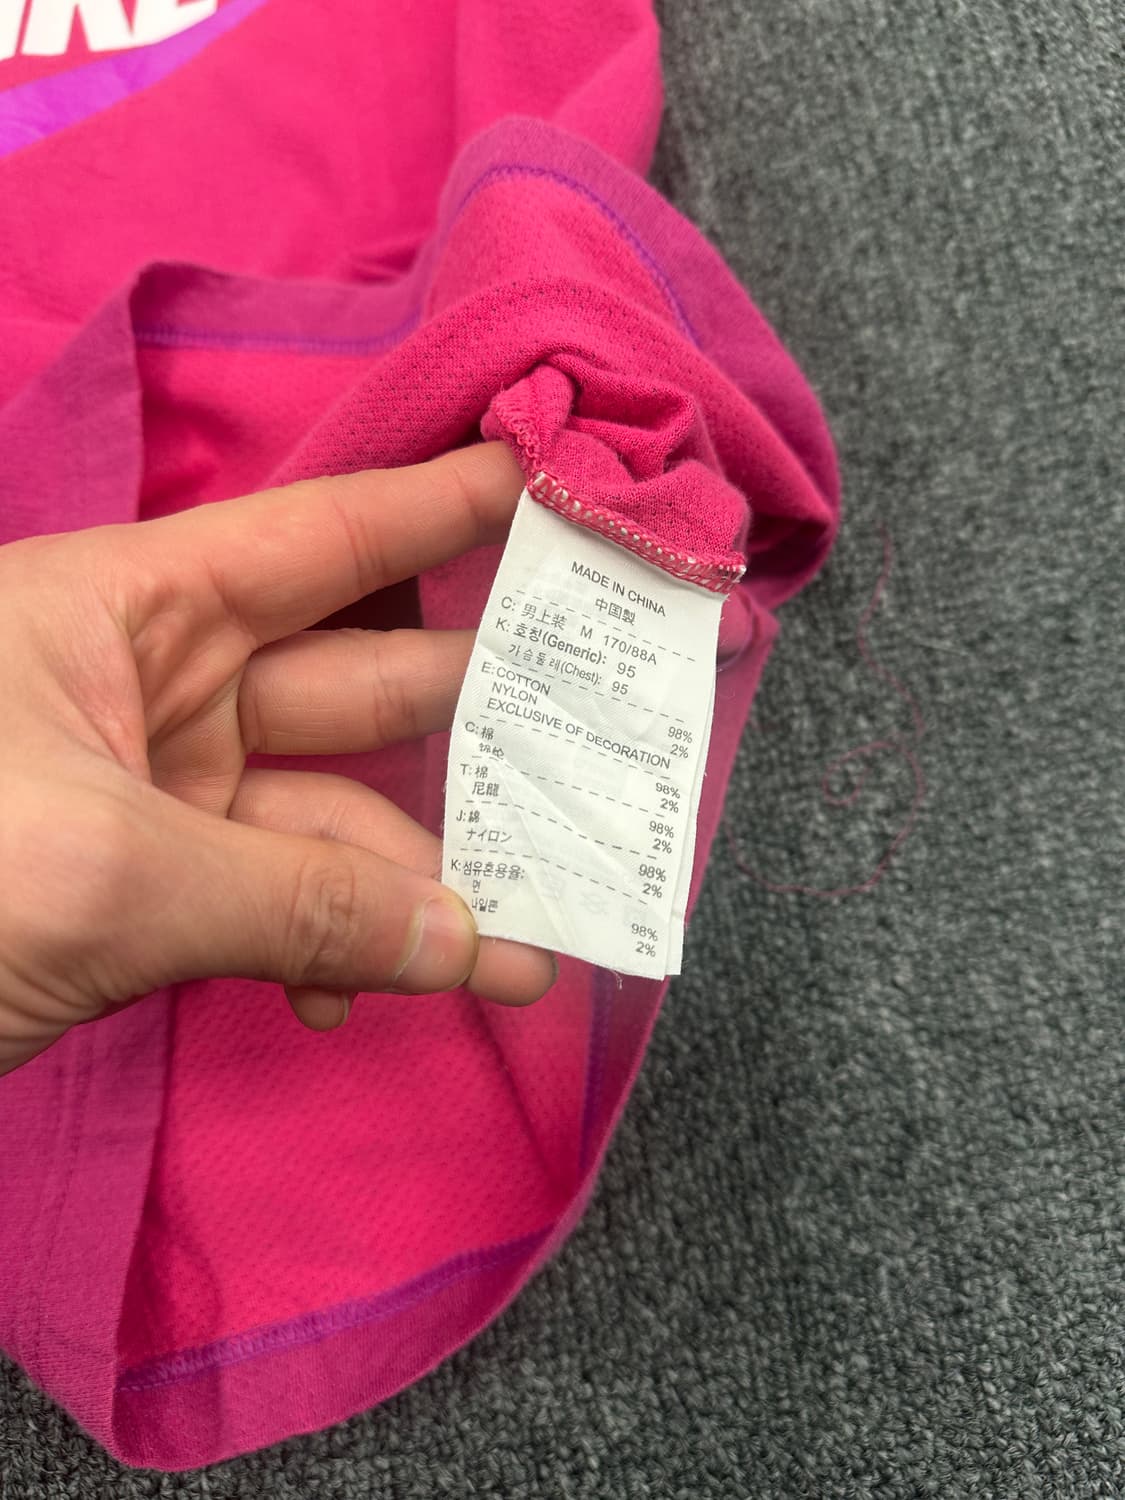 MADE IN CHINA
中国製
C: 男上装 M 170/88A
K: 호칭(Generic): 95
가슴둘레(Chest): 95
E: COTTON 98%
NYLON 2%
EXCLUSIVE OF DECORATION
C: 棉 98%
锦纶 2%
T: 棉 98%
尼龍 2%
J: 綿 98%
ナイロン 2%
K: 섬유혼용율:
면 98%
나일론 2%